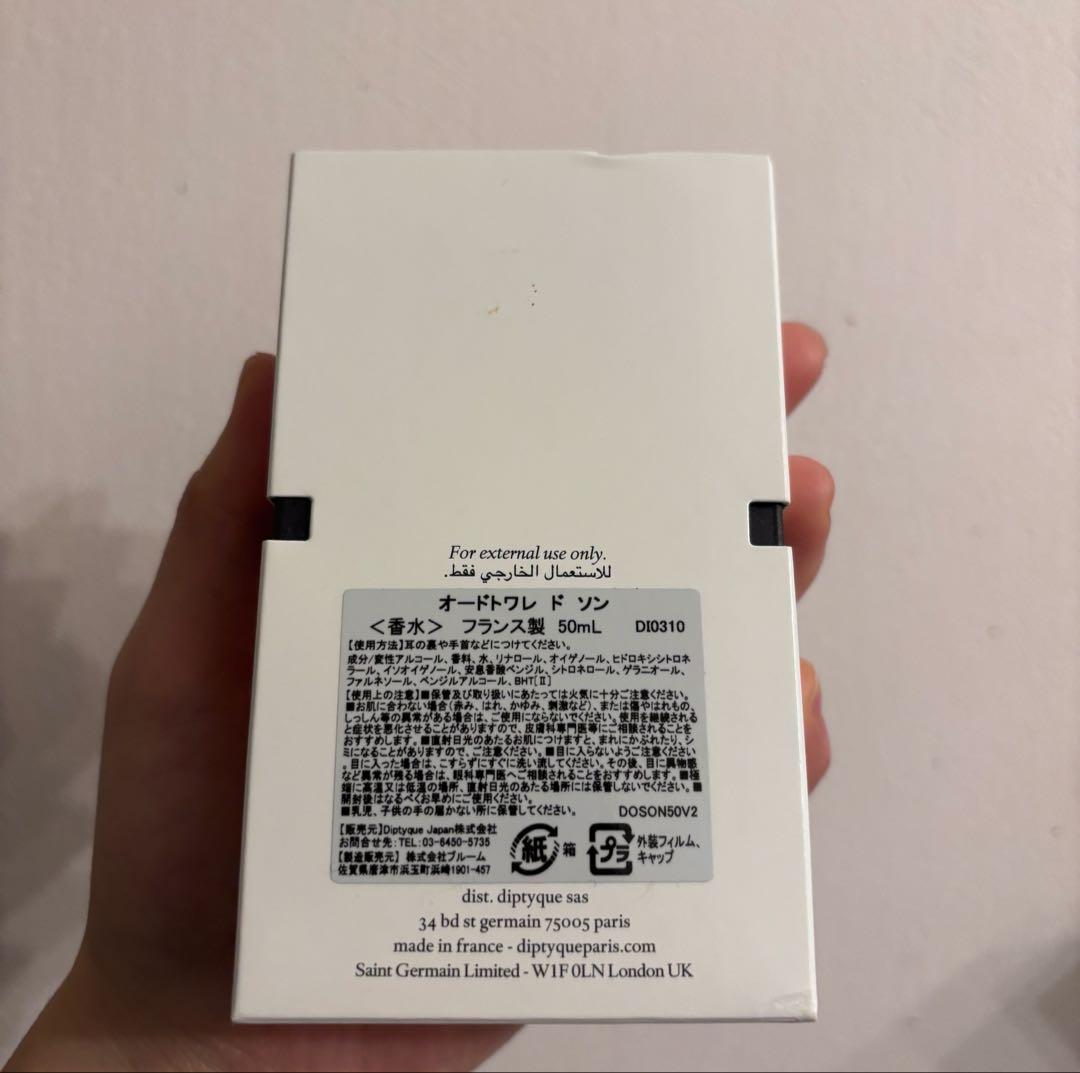 For external use only.
للاستعمال الخارجي فقط.
オードトワレ ド ソン
＜香水＞ フランス製 50mL DI0310
【使用方法】耳の裏や手首などにつけてください。
成分/変性アルコール、香料、水、リナロール、オイゲノール、ヒドロキシシトロネ
ラール、イソオイゲノール、安息香酸ベンジル、シトロネロール、ゲラニオール、
ファルネソール、ベンジルアルコール、BHT[Ⅱ]
【使用上の注意】■保管及び取り扱いにあたっては火気に十分ご注意ください。
■お肌に合わない場合(赤み、はれ、かゆみ、刺激など)、または傷やはれもの、
しっしん等の異常がある場合は、ご使用にならないでください。使用を継続される
と症状を悪化させることがありますので、皮膚科専門医等にご相談されることを
おすすめします。■直射日光のあたるお肌につけますと、まれにかぶれたり、シ
ミになることがありますので、ご注意ください。■目に入らないようご注意ください
。目に入った場合は、こすらずにすぐに洗い流してください。その後、目に異物感
など異常が残る場合は、眼科専門医へご相談されることをおすすめします。■極
端に高温又は低温の場所、直射日光のあたる場所には保管しないでください。■
開封後はなるべくお早めにご使用ください。
■乳児、子供の手の届かない所に保管してください。 DOSON50V2
【販売元】Diptyque Japan株式会社
お問合せ先:TEL:03-6450-5735
【製造販売元】 株式会社ブルーム
佐賀県唐津市浜玉町浜崎1901-457
紙 箱
プラ 外装フィルム、
キャップ
dist. diptyque sas
34 bd st germain 75005 paris
made in france - diptyqueparis.com
Saint Germain Limited - W1F 0LN London UK